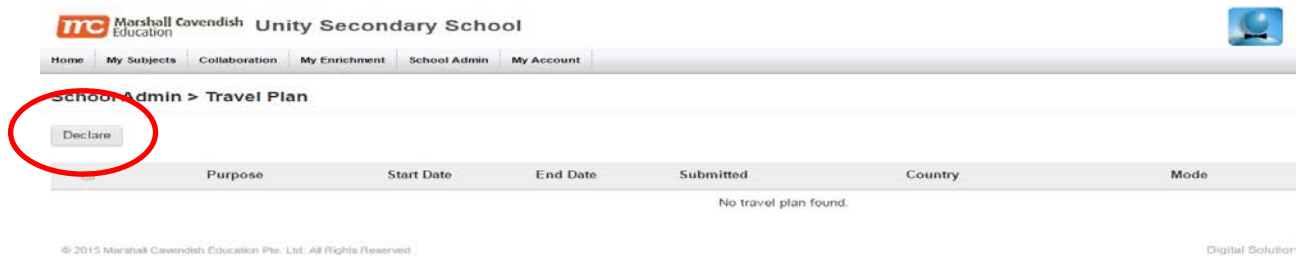 mc Marshall Cavendish Education Unity Secondary School
Home My Subjects Collaboration My Enrichment School Admin My Account
School Admin > Travel Plan
Declare
Purpose Start Date End Date Submitted Country Mode
No travel plan found.
© 2015 Marshall Cavendish Education Pte. Ltd. All Rights Reserved Digital Solution